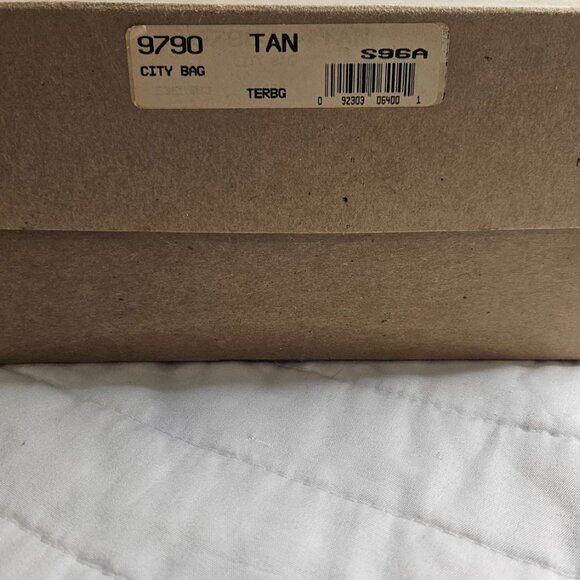 9790 TAN S96A
CITY BAG
TERBG
0 92303 06400 1